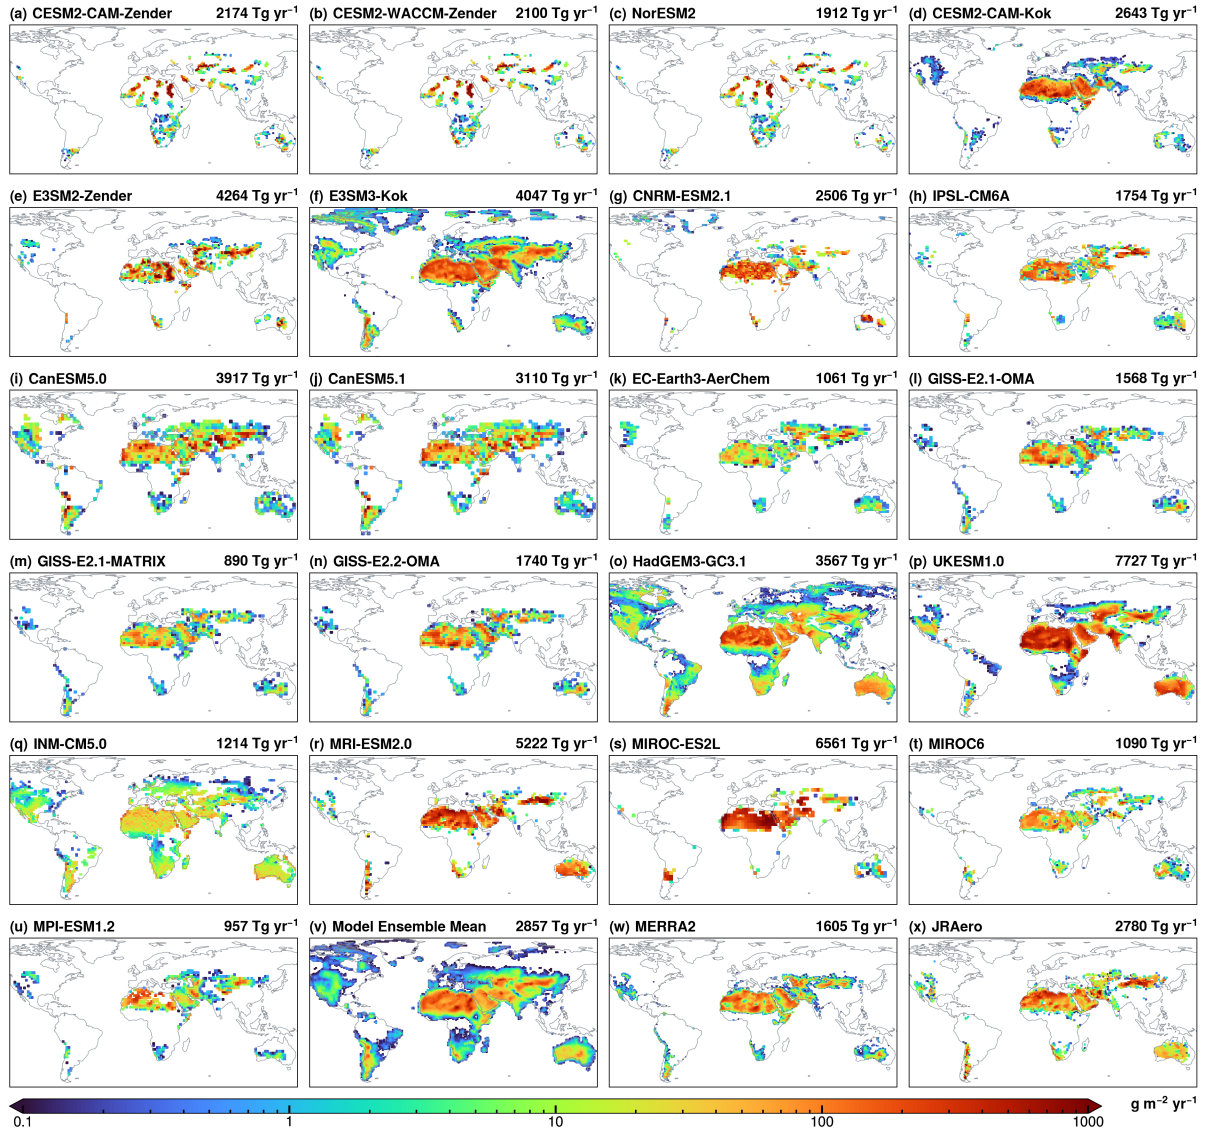 (a) CESM2-CAM-Zender 2174 Tg yr⁻¹
(b) CESM2-WACCM-Zender 2100 Tg yr⁻¹
(c) NorESM2 1912 Tg yr⁻¹
(d) CESM2-CAM-Kok 2643 Tg yr⁻¹
(e) E3SM2-Zender 4264 Tg yr⁻¹
(f) E3SM3-Kok 4047 Tg yr⁻¹
(g) CNRM-ESM2.1 2506 Tg yr⁻¹
(h) IPSL-CM6A 1754 Tg yr⁻¹
(i) CanESM5.0 3917 Tg yr⁻¹
(j) CanESM5.1 3110 Tg yr⁻¹
(k) EC-Earth3-AerChem 1061 Tg yr⁻¹
(l) GISS-E2.1-OMA 1568 Tg yr⁻¹
(m) GISS-E2.1-MATRIX 890 Tg yr⁻¹
(n) GISS-E2.2-OMA 1740 Tg yr⁻¹
(o) HadGEM3-GC3.1 3567 Tg yr⁻¹
(p) UKESM1.0 7727 Tg yr⁻¹
(q) INM-CM5.0 1214 Tg yr⁻¹
(r) MRI-ESM2.0 5222 Tg yr⁻¹
(s) MIROC-ES2L 6561 Tg yr⁻¹
(t) MIROC6 1090 Tg yr⁻¹
(u) MPI-ESM1.2 957 Tg yr⁻¹
(v) Model Ensemble Mean 2857 Tg yr⁻¹
(w) MERRA2 1605 Tg yr⁻¹
(x) JRAero 2780 Tg yr⁻¹
0.1 1 10 100 1000 g m⁻² yr⁻¹